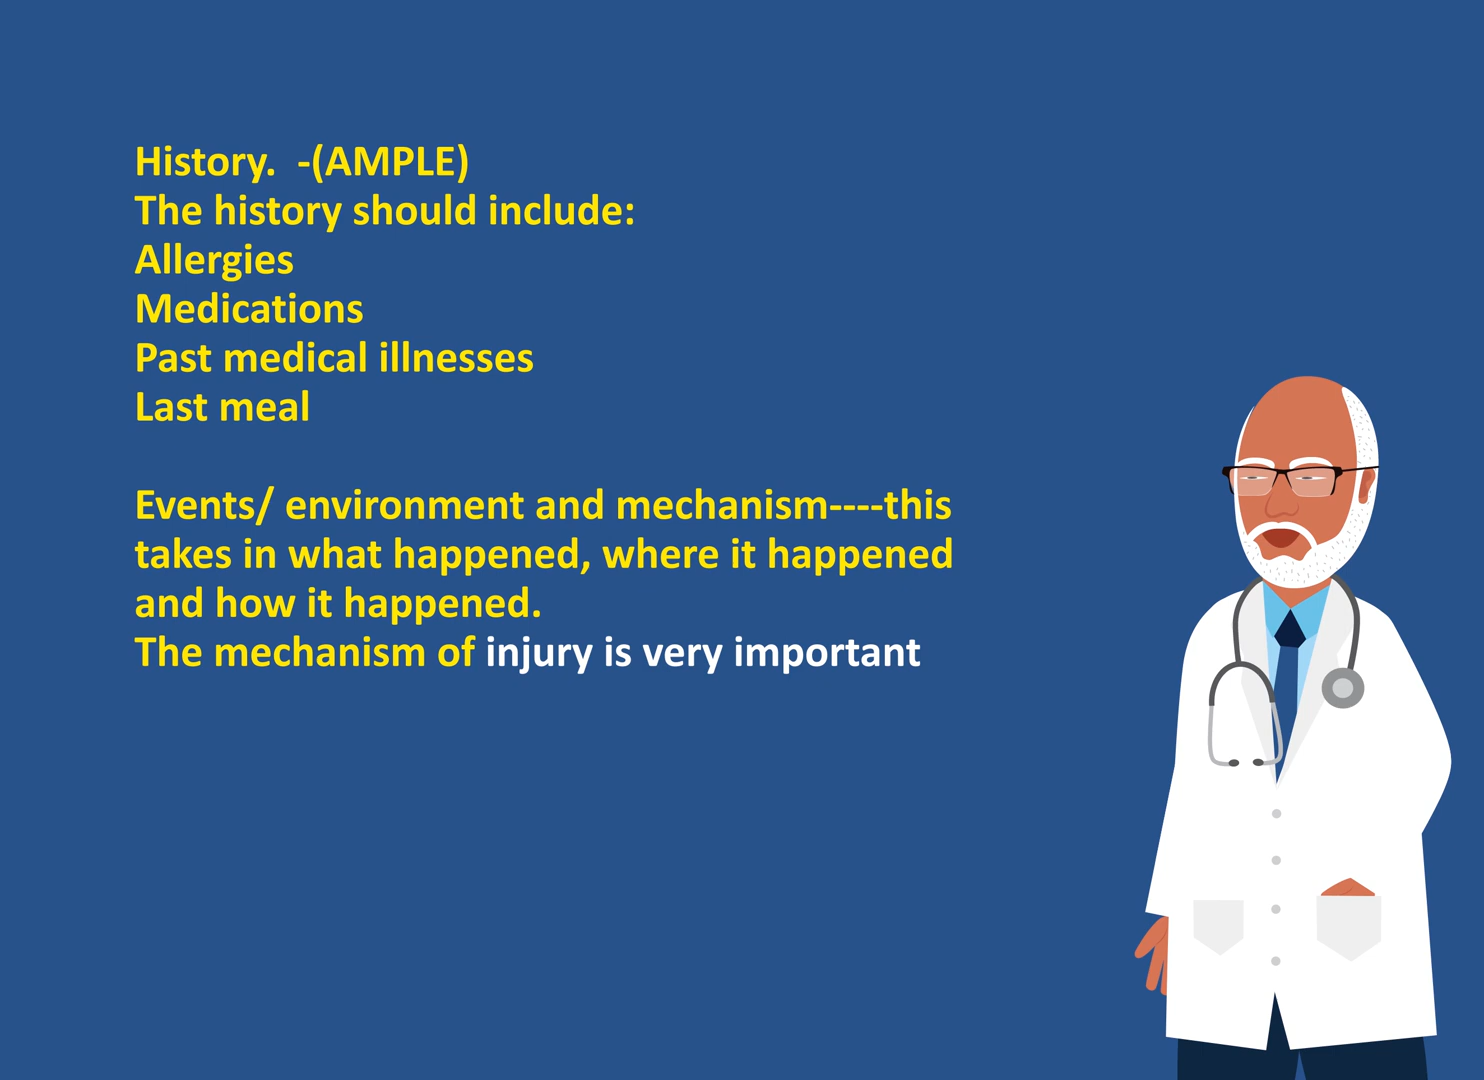 History.  -(AMPLE)
The history should include:
Allergies
Medications
Past medical illnesses
Last meal
Events/ environment and mechanism----this
takes in what happened, where it happened
and how it happened.
The mechanism of injury is very important